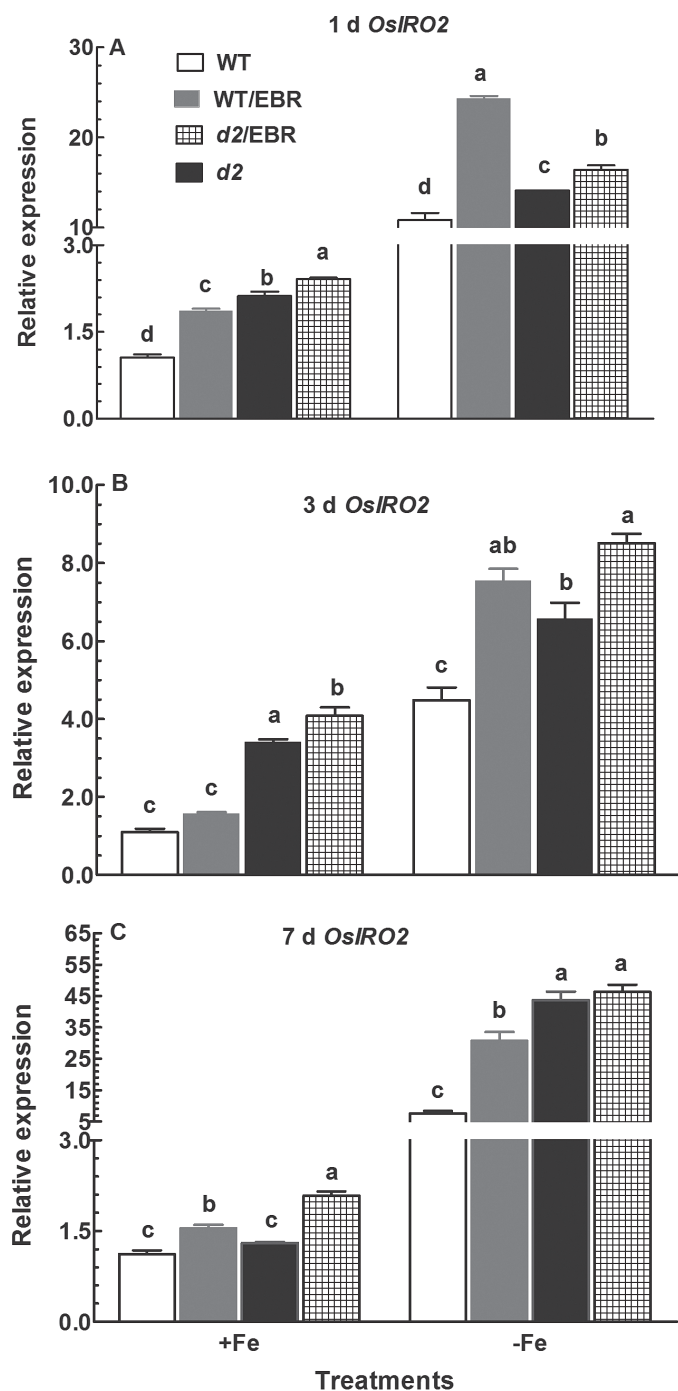 1 d OsIRO2
A
WT
WT/EBR
d2/EBR
d2
Relative expression
30
20
10
3.0
1.5
0.0
d
c
b
a
d
a
c
b
B
3 d OsIRO2
Relative expression
10.0
8.0
6.0
4.0
2.0
0.0
c
c
a
b
c
ab
b
a
C
7 d OsIRO2
Relative expression
65
55
45
35
25
15
5
3.0
1.5
0.0
c
b
c
a
c
b
a
a
+Fe
-Fe
Treatments